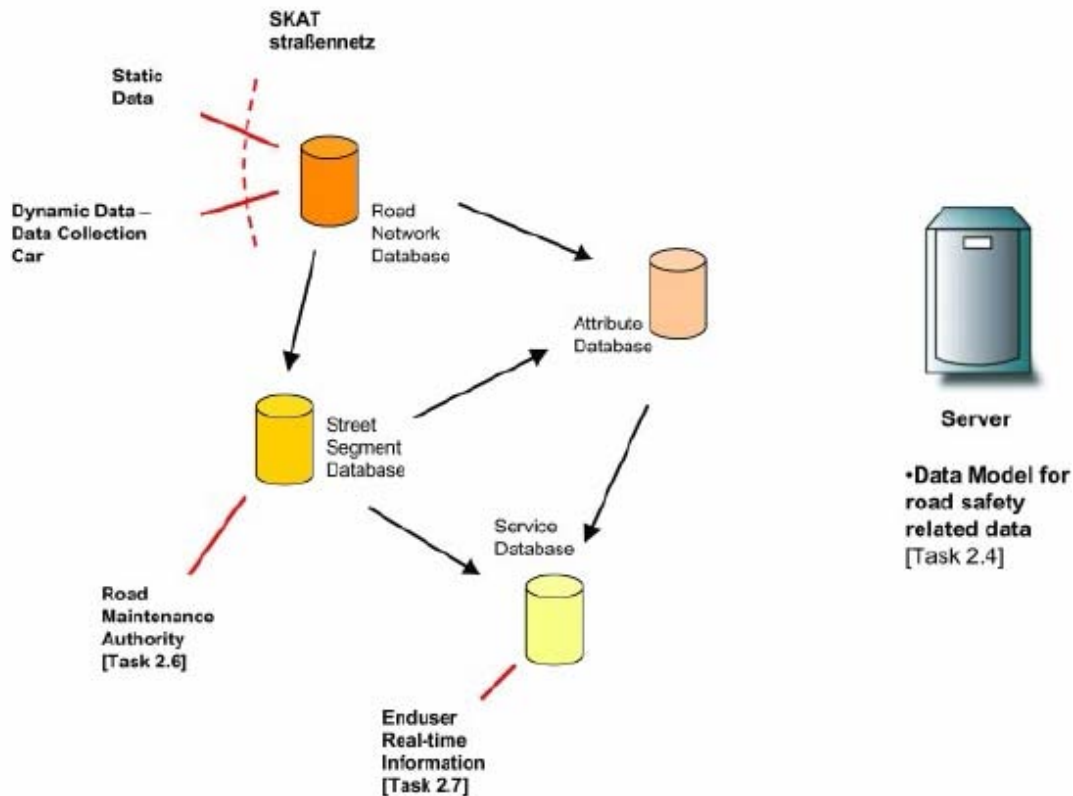 SKAT
straßennetz
Static
Data
Dynamic Data –
Data Collection
Car
Road
Network
Database
Attribute
Database
Street
Segment
Database
Service
Database
Road
Maintenance
Authority
[Task 2.6]
Enduser
Real-time
Information
[Task 2.7]
Server
•Data Model for
road safety
related data
[Task 2.4]